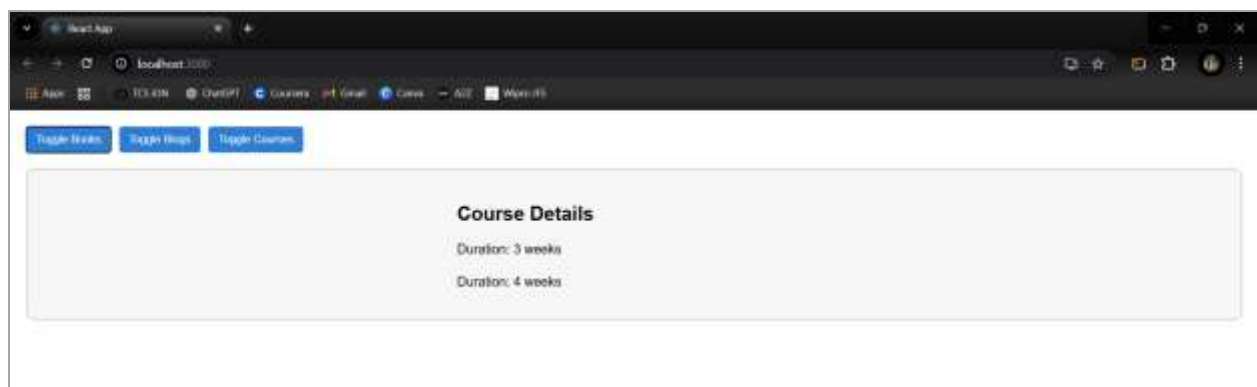 React App
localhost:3000
Apps TCS iON ChatGPT Coursera Gmail Canva
Toggle Books Toggle Blogs Toggle Courses
Course Details
Duration: 3 weeks
Duration: 4 weeks